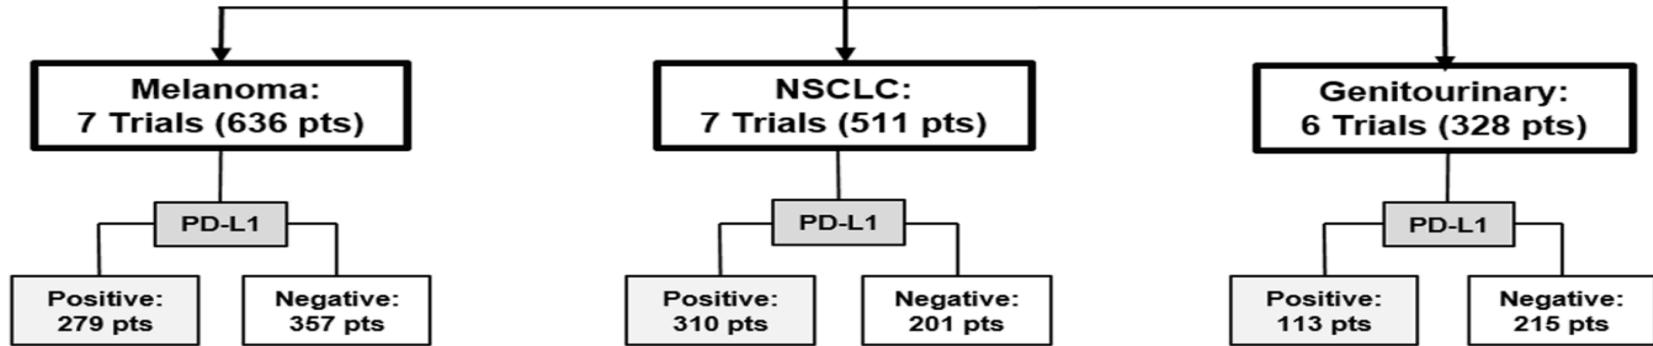 Melanoma:
7 Trials (636 pts)
NSCLC:
7 Trials (511 pts)
Genitourinary:
6 Trials (328 pts)
PD-L1
PD-L1
PD-L1
Positive:
279 pts
Negative:
357 pts
Positive:
310 pts
Negative:
201 pts
Positive:
113 pts
Negative:
215 pts